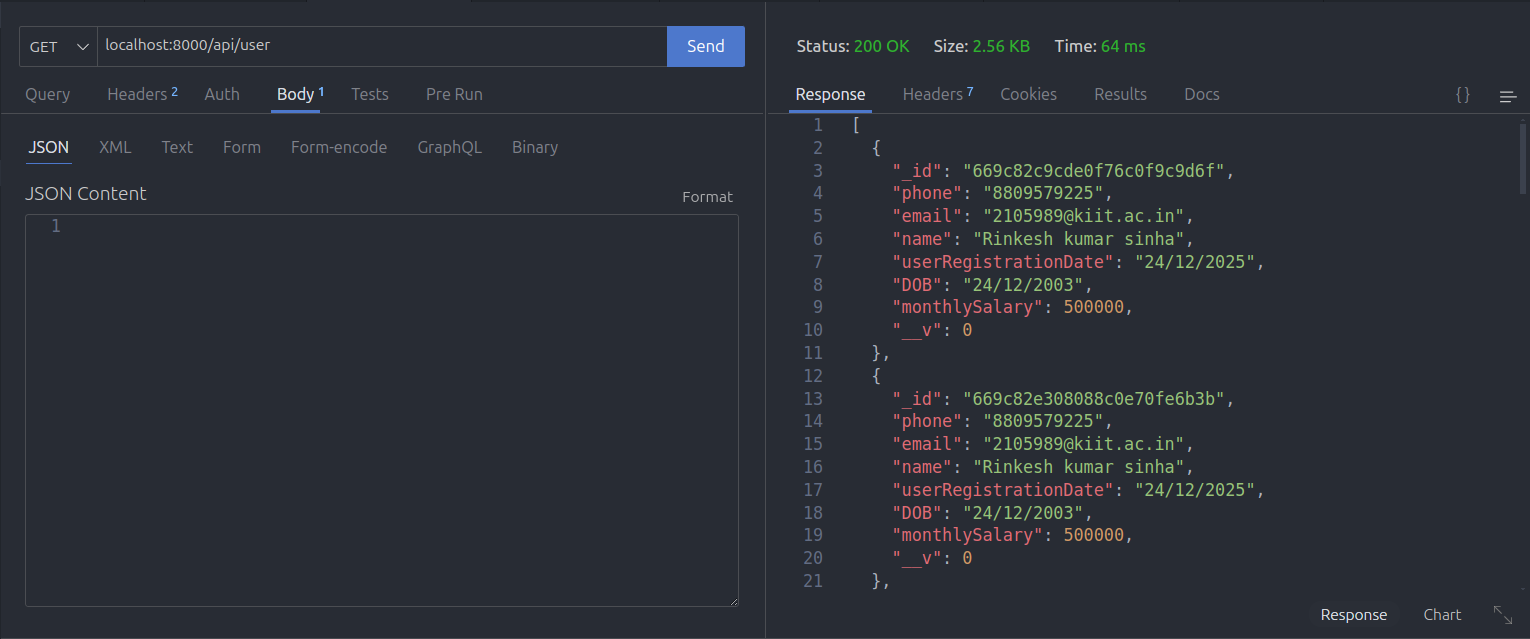 GET localhost:8000/api/user Send
Query Headers 2 Auth Body 1 Tests Pre Run
JSON XML Text Form Form-encode GraphQL Binary
JSON Content Format
1
Status: 200 OK Size: 2.56 KB Time: 64 ms
Response Headers 7 Cookies Results Docs {}
1 [
2 {
3 "_id": "669c82c9cde0f76c0f9c9d6f",
4 "phone": "8809579225",
5 "email": "2105989@kiit.ac.in",
6 "name": "Rinkesh kumar sinha",
7 "userRegistrationDate": "24/12/2025",
8 "DOB": "24/12/2003",
9 "monthlySalary": 500000,
10 "__v": 0
11 },
12 {
13 "_id": "669c82e308088c0e70fe6b3b",
14 "phone": "8809579225",
15 "email": "2105989@kiit.ac.in",
16 "name": "Rinkesh kumar sinha",
17 "userRegistrationDate": "24/12/2025",
18 "DOB": "24/12/2003",
19 "monthlySalary": 500000,
20 "__v": 0
21 },
Response Chart